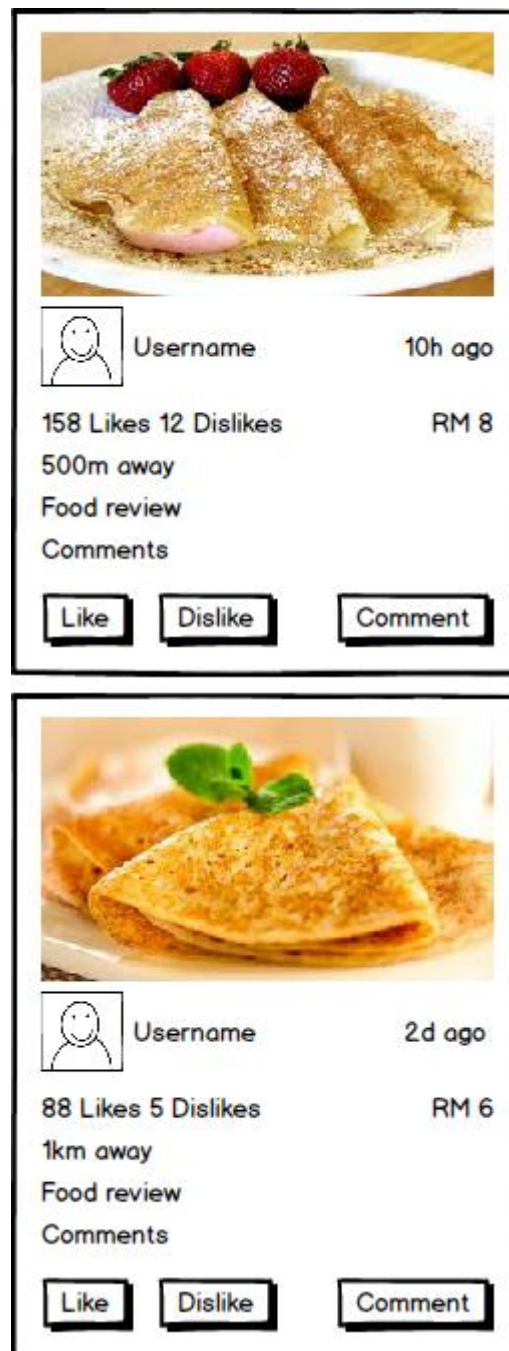 Username 10h ago
158 Likes 12 Dislikes RM 8
500m away
Food review
Comments
Like Dislike Comment
Username 2d ago
88 Likes 5 Dislikes RM 6
1km away
Food review
Comments
Like Dislike Comment